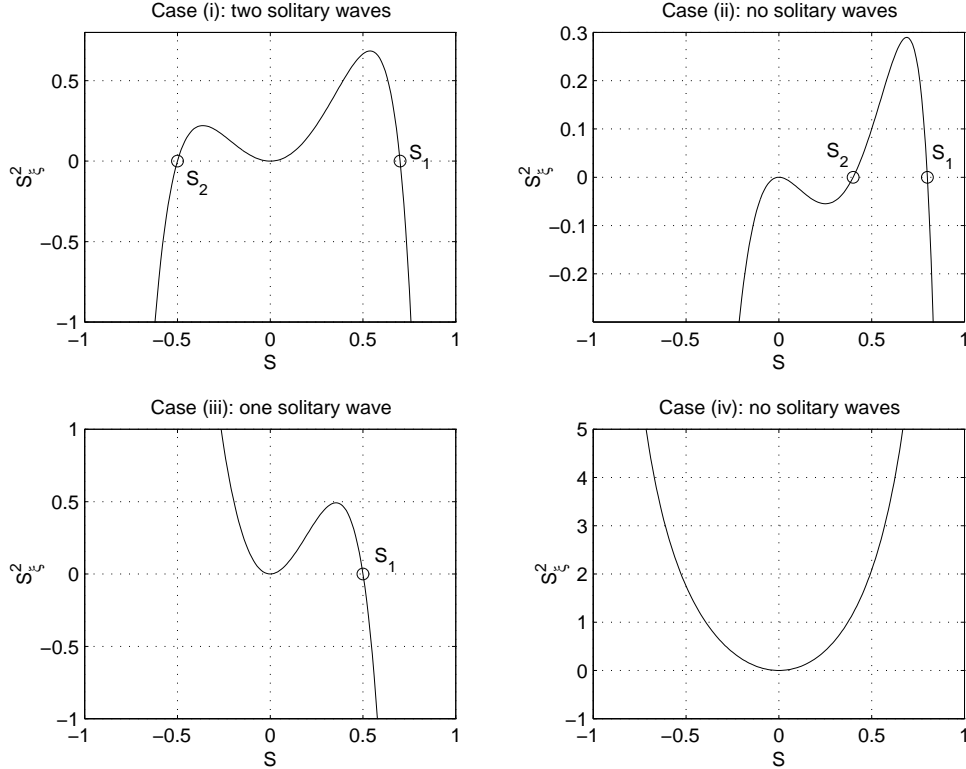 Case (i): two solitary waves
0.5
0
−0.5
−1
−1
−0.5
0
0.5
1
S
S²ξ
S₁
S₂
Case (ii): no solitary waves
0.3
0.2
0.1
0
−0.1
−0.2
−1
−0.5
0
0.5
1
S
S²ξ
S₂
S₁
Case (iii): one solitary wave
1
0.5
0
−0.5
−1
−1
−0.5
0
0.5
1
S
S²ξ
S₁
Case (iv): no solitary waves
5
4
3
2
1
0
−1
−1
−0.5
0
0.5
1
S
S²ξ